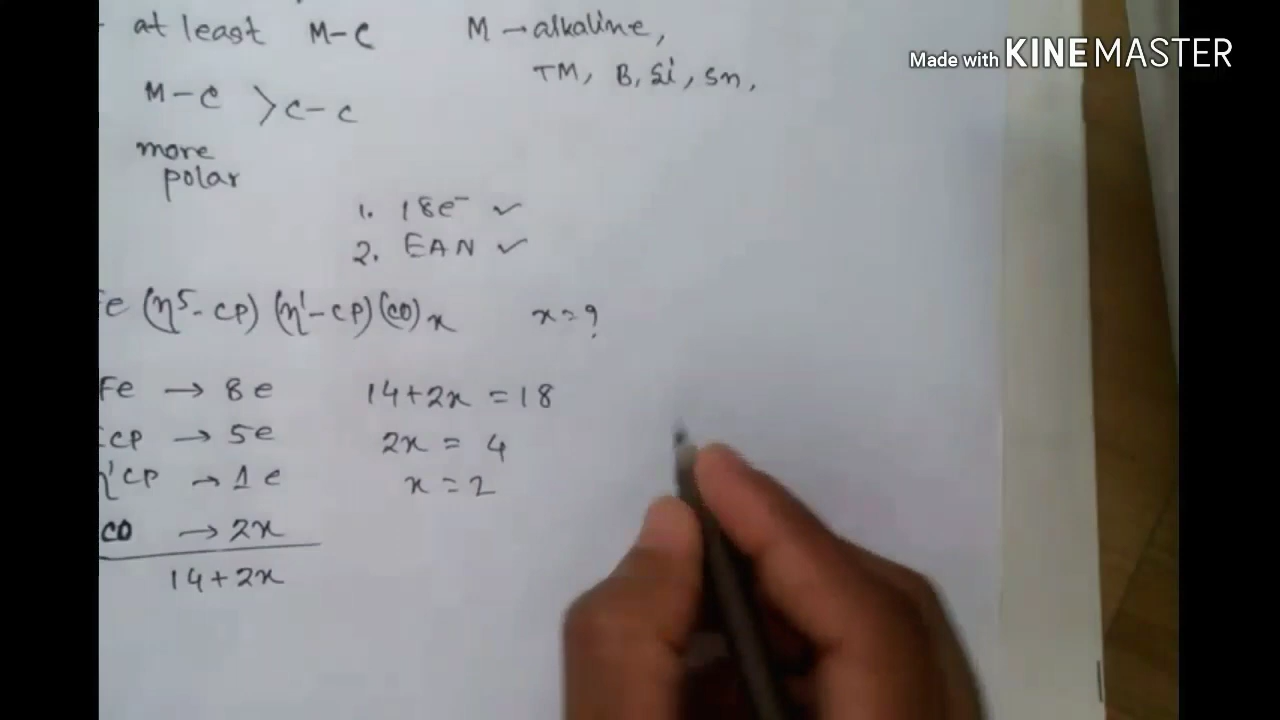 at least M-C M → alkaline,
TM, B, Si, Sn,
M-C > C-C
more
polar
1. 18e⁻ ✓
2. EAN ✓
Fe (η⁵-CP) (η¹-CP) (CO)x x=?
Fe → 8e 14+2x = 18
CP → 5e 2x = 4
η¹CP → 1e x = 2
CO → 2x
14+2x
Made with KINEMASTER